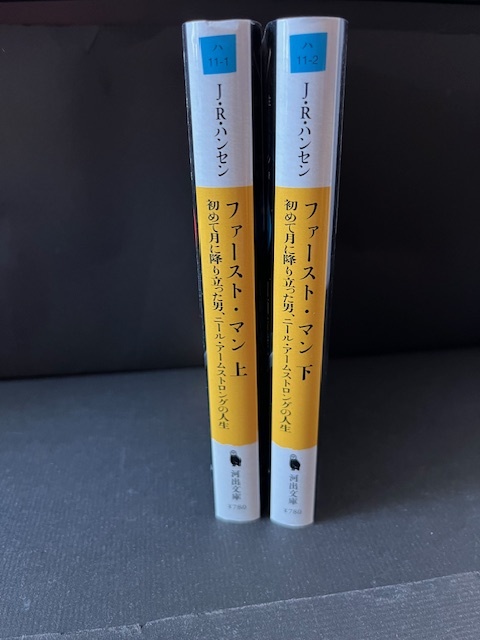 ハ
11-1
J・R・ハンセン
ファースト・マン 上
初めて月に降り立った男、ニール・アームストロングの人生
河出文庫
¥780
ハ
11-2
J・R・ハンセン
ファースト・マン 下
初めて月に降り立った男、ニール・アームストロングの人生
河出文庫
¥780